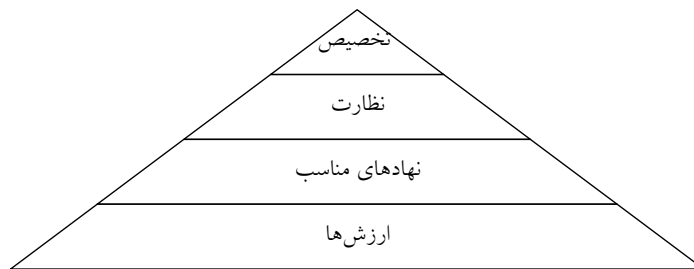 تخصیص
نظارت
نهادهای مناسب
ارزش‌ها